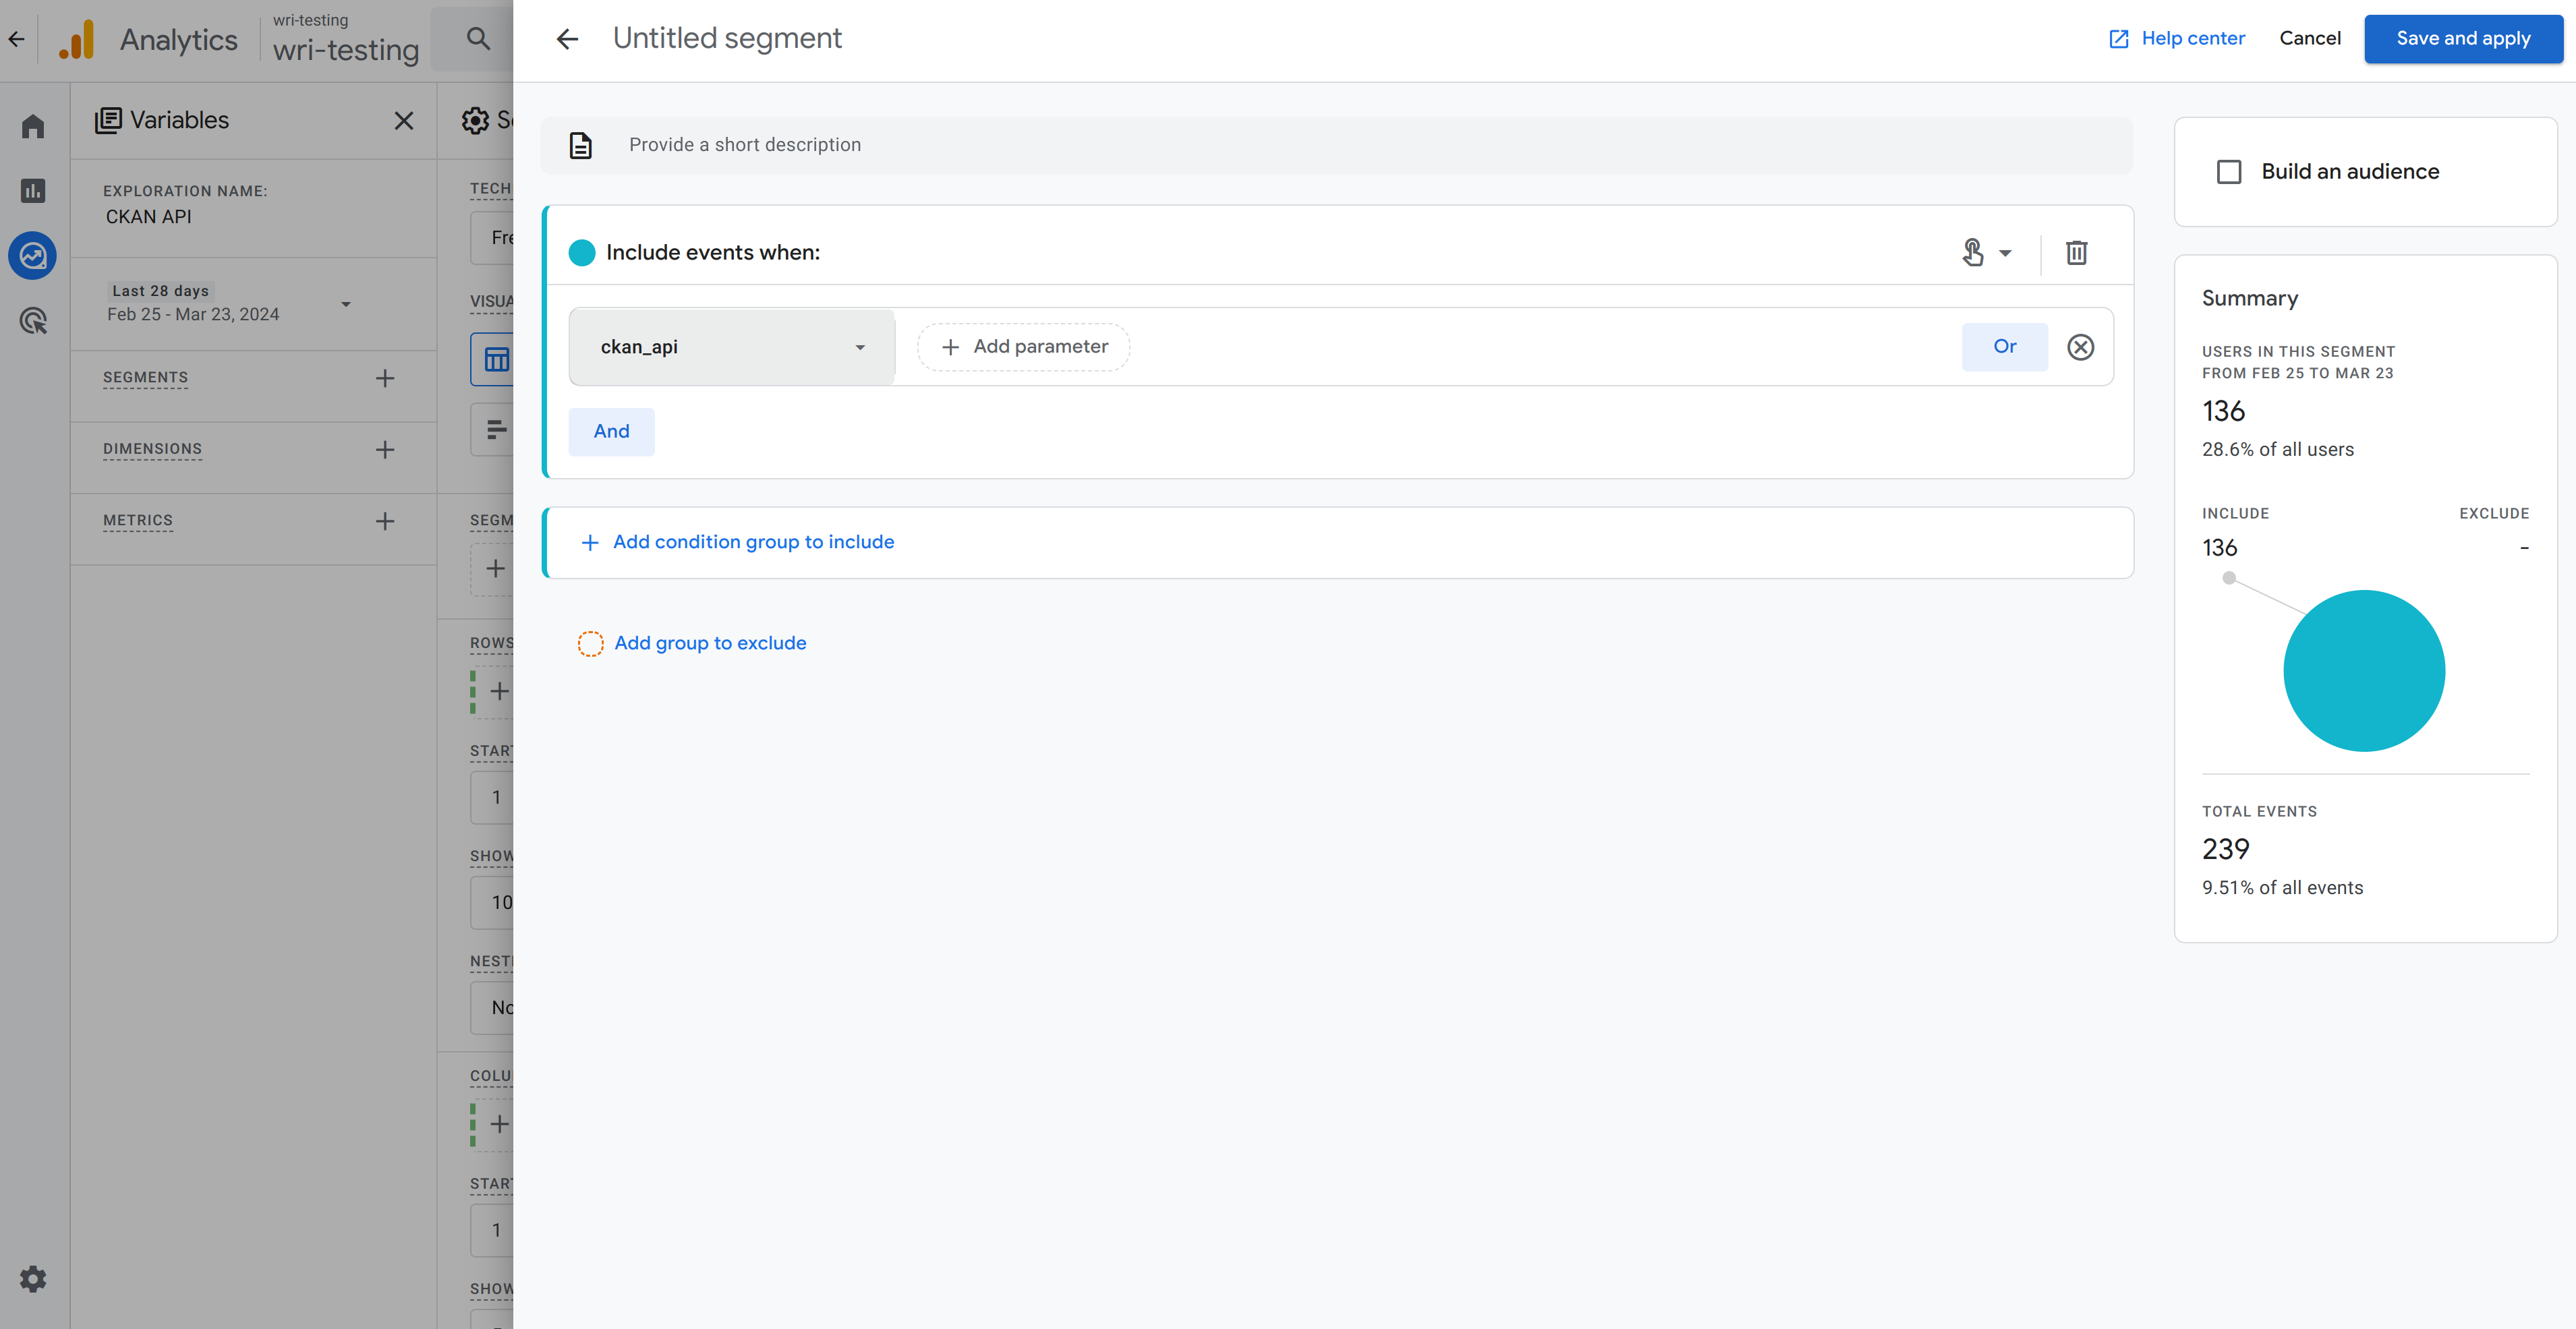 Analytics
wri-testing
wri-testing
Untitled segment
Help center
Cancel
Save and apply
Variables
EXPLORATION NAME:
CKAN API
Last 28 days
Feb 25 - Mar 23, 2024
SEGMENTS
DIMENSIONS
METRICS
TECH
Fre
VISUA
SEGM
ROWS
START
1
SHOW
10
NEST
No
COLU
START
1
SHOW
Provide a short description
Include events when:
ckan_api
Add parameter
Or
And
Add condition group to include
Add group to exclude
Build an audience
Summary
USERS IN THIS SEGMENT
FROM FEB 25 TO MAR 23
136
28.6% of all users
INCLUDE
EXCLUDE
136
-
TOTAL EVENTS
239
9.51% of all events